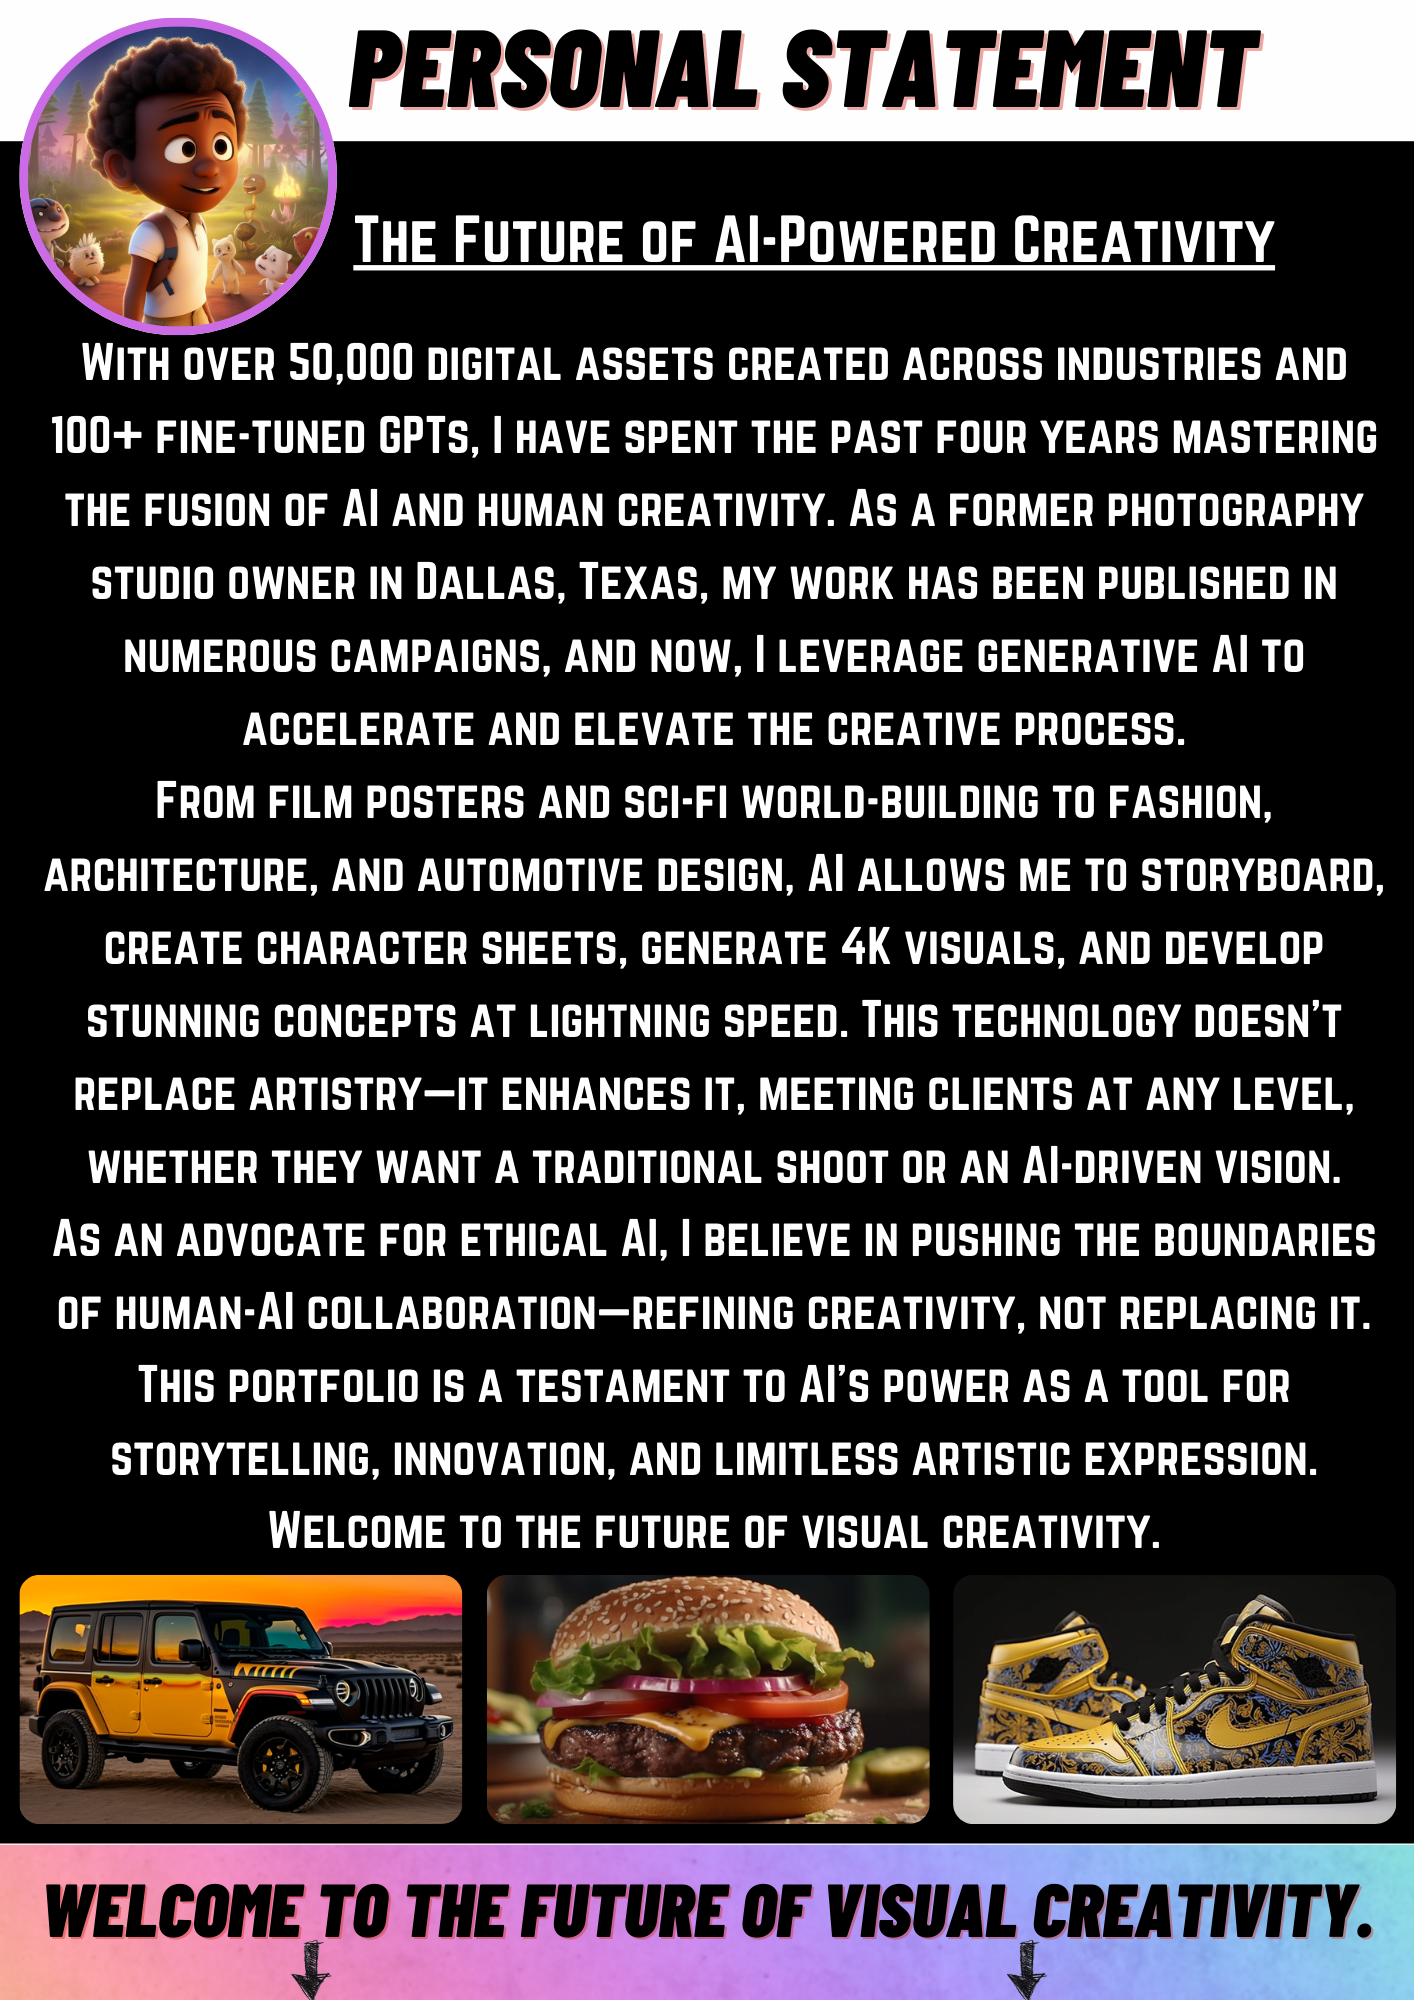 PERSONAL STATEMENT
The Future of AI-Powered Creativity
With over 50,000 digital assets created across industries and
100+ fine-tuned GPTs, I have spent the past four years mastering
the fusion of AI and human creativity. As a former photography
studio owner in Dallas, Texas, my work has been published in
numerous campaigns, and now, I leverage generative AI to
accelerate and elevate the creative process.
From film posters and sci-fi world-building to fashion,
architecture, and automotive design, AI allows me to storyboard,
create character sheets, generate 4K visuals, and develop
stunning concepts at lightning speed. This technology doesn’t
replace artistry—it enhances it, meeting clients at any level,
whether they want a traditional shoot or an AI-driven vision.
As an advocate for ethical AI, I believe in pushing the boundaries
of human-AI collaboration—refining creativity, not replacing it.
This portfolio is a testament to AI’s power as a tool for
storytelling, innovation, and limitless artistic expression.
Welcome to the future of visual creativity.
WELCOME TO THE FUTURE OF VISUAL CREATIVITY.